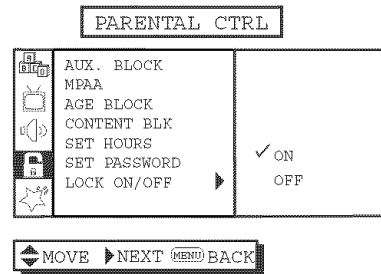 PARENTAL CTRL
AUX. BLOCK
MPAA
AGE BLOCK
CONTENT BLK
SET HOURS
SET PASSWORD
LOCK ON/OFF
ON
OFF
MOVE NEXT MENU BACK